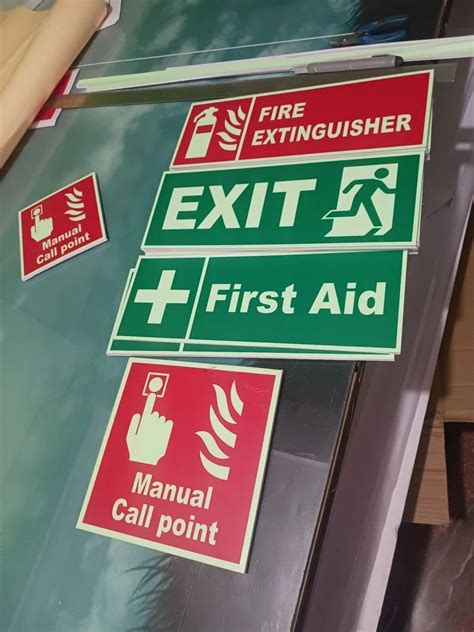 FIRE
EXTINGUISHER
EXIT
Manual
Call point
First Aid
Manual
Call point